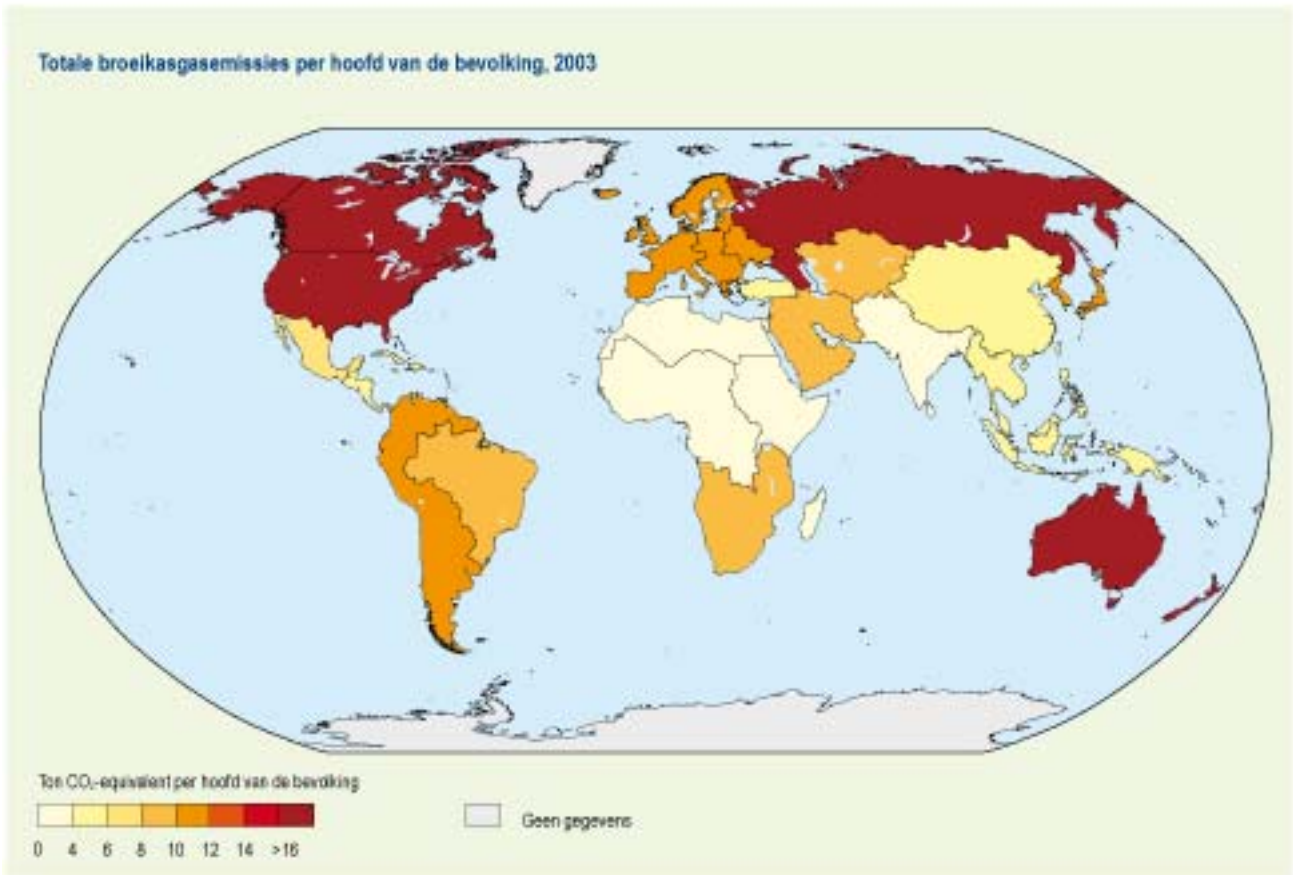 Totale broeikasgasemissies per hoofd van de bevolking, 2003
Ton CO₂-equivalent per hoofd van de bevolking
0 4 6 8 10 12 14 >16
Geen gegevens